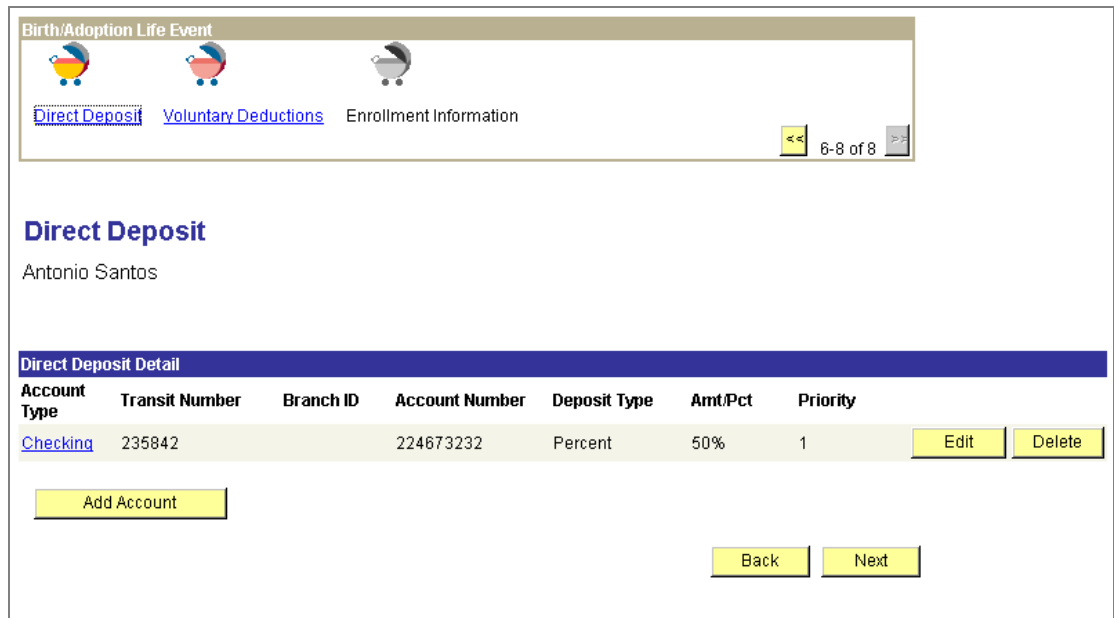 Birth/Adoption Life Event
Direct Deposit Voluntary Deductions Enrollment Information
<< 6-8 of 8 >>
Direct Deposit
Antonio Santos
Direct Deposit Detail
Account Type Transit Number Branch ID Account Number Deposit Type Amt/Pct Priority
Checking 235842 224673232 Percent 50% 1 Edit Delete
Add Account
Back Next